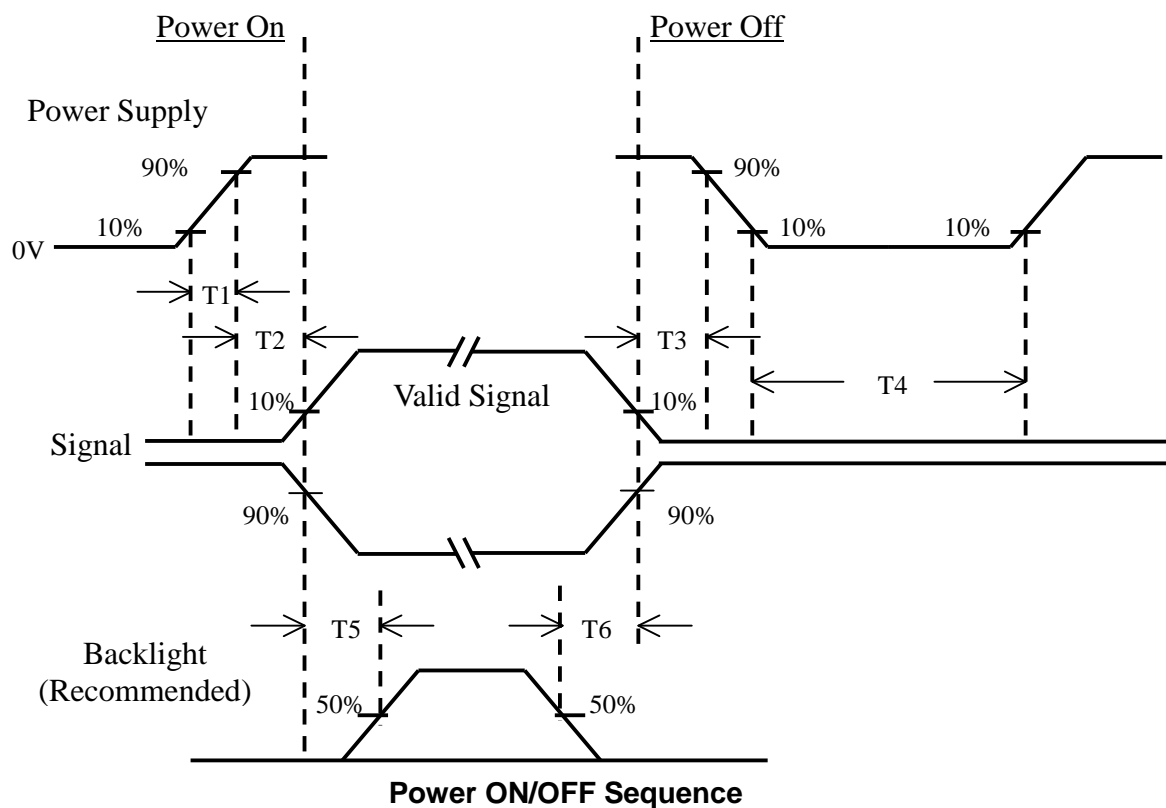 Power On
Power Off
Power Supply
90%
90%
10%
10%
10%
0V
T1
T2
T3
T4
Valid Signal
10%
10%
Signal
90%
90%
T5
T6
Backlight
(Recommended)
50%
50%
Power ON/OFF Sequence